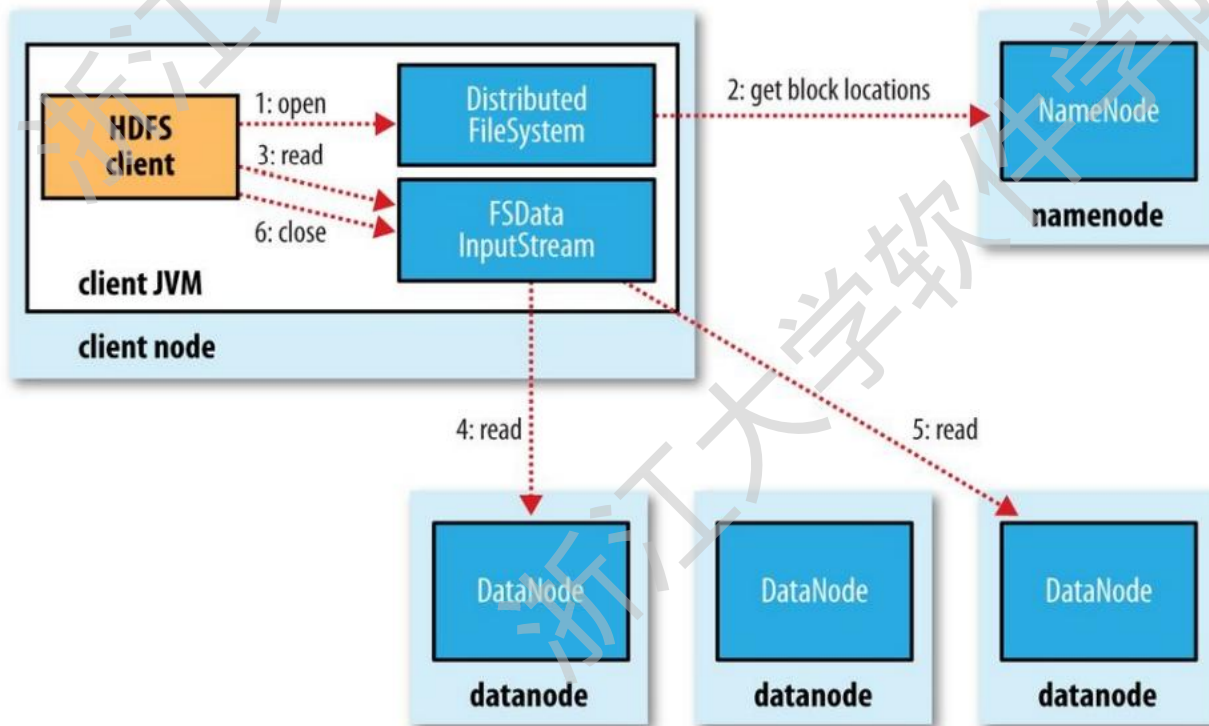 HDFS
client
1: open
3: read
6: close
Distributed
FileSystem
FSData
InputStream
client JVM
client node
2: get block locations
NameNode
namenode
4: read
5: read
DataNode
datanode
DataNode
datanode
DataNode
datanode
浙江大学软件学院
浙江